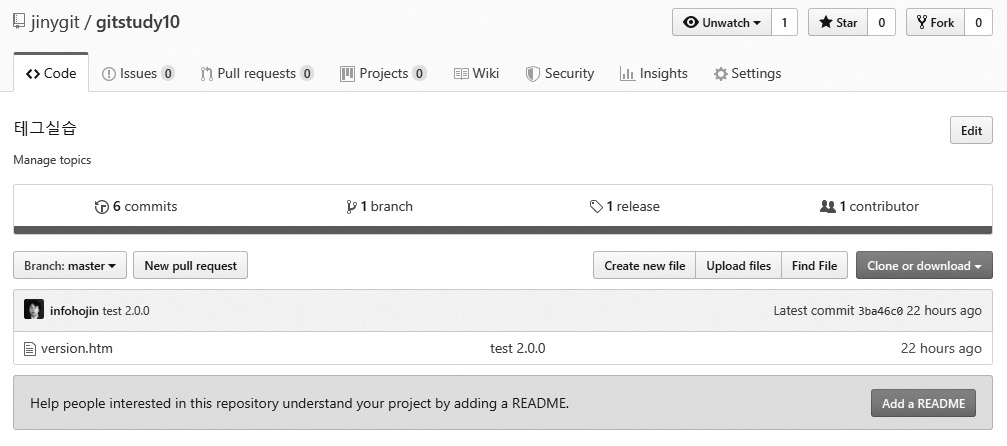 jinygit / gitstudy10 Unwatch 1 Star 0 Fork 0
Code Issues 0 Pull requests 0 Projects 0 Wiki Security Insights Settings
테그실습 Edit
Manage topics
6 commits 1 branch 1 release 1 contributor
Branch: master New pull request Create new file Upload files Find File Clone or download
infohojin test 2.0.0 Latest commit 3ba46c0 22 hours ago
version.htm test 2.0.0 22 hours ago
Help people interested in this repository understand your project by adding a README. Add a README